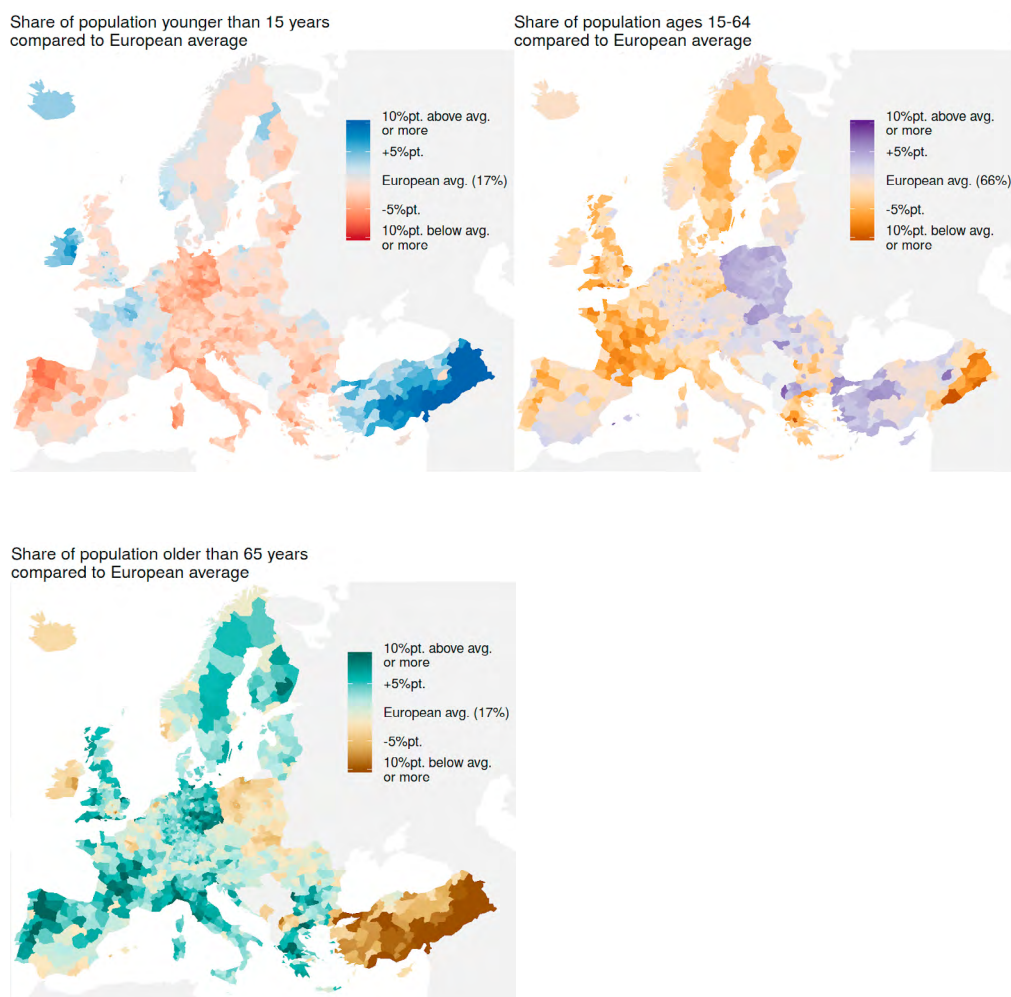 Share of population younger than 15 years
compared to European average
10%pt. above avg.
or more
+5%pt.
European avg. (17%)
-5%pt.
10%pt. below avg.
or more
Share of population ages 15-64
compared to European average
10%pt. above avg.
or more
+5%pt.
European avg. (66%)
-5%pt.
10%pt. below avg.
or more
Share of population older than 65 years
compared to European average
10%pt. above avg.
or more
+5%pt.
European avg. (17%)
-5%pt.
10%pt. below avg.
or more